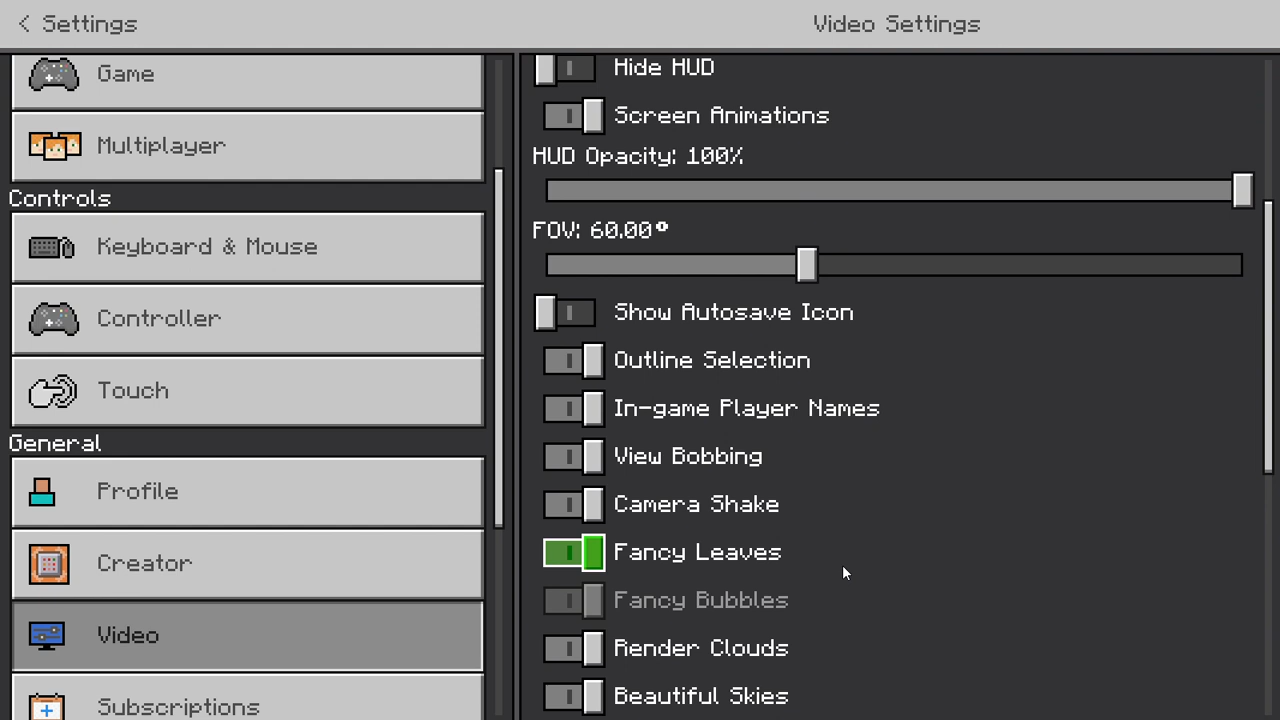 Settings
Video Settings
Game
Multiplayer
Controls
Keyboard & Mouse
Controller
Touch
General
Profile
Creator
Video
Subscriptions
Hide HUD
Screen Animations
HUD Opacity: 100%
FOV: 60.00°
Show Autosave Icon
Outline Selection
In-game Player Names
View Bobbing
Camera Shake
Fancy Leaves
Fancy Bubbles
Render Clouds
Beautiful Skies